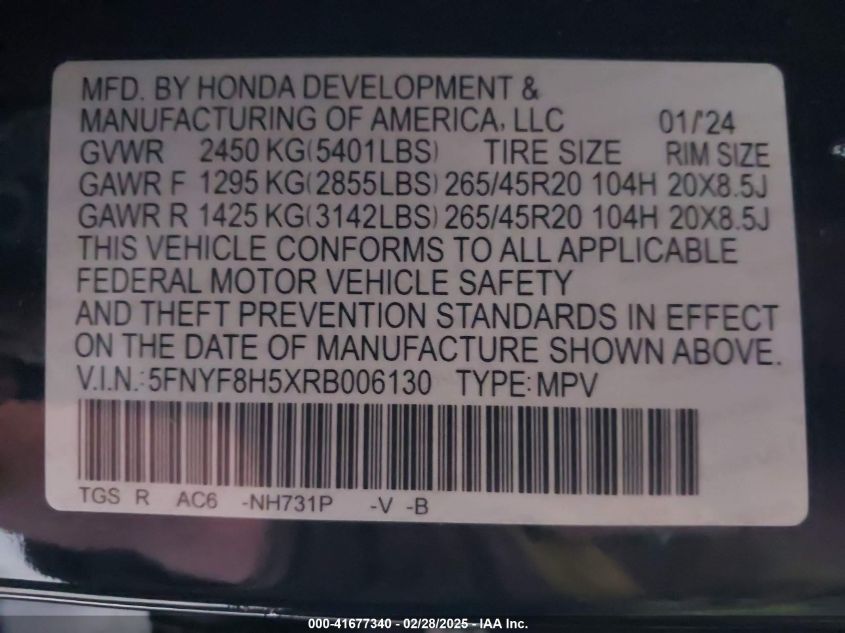 MFD. BY HONDA DEVELOPMENT &
MANUFACTURING OF AMERICA, LLC 01/'24
GVWR 2450 KG(5401LBS) TIRE SIZE RIM SIZE
GAWR F 1295 KG(2855LBS) 265/45R20 104H 20X8.5J
GAWR R 1425 KG(3142LBS) 265/45R20 104H 20X8.5J
THIS VEHICLE CONFORMS TO ALL APPLICABLE
FEDERAL MOTOR VEHICLE SAFETY
AND THEFT PREVENTION STANDARDS IN EFFECT
ON THE DATE OF MANUFACTURE SHOWN ABOVE.
V.I.N.: 5FNYF8H5XRB006130 TYPE: MPV
TGS R AC6 -NH731P -V -B
000-41677340 - 02/28/2025 - IAA Inc.